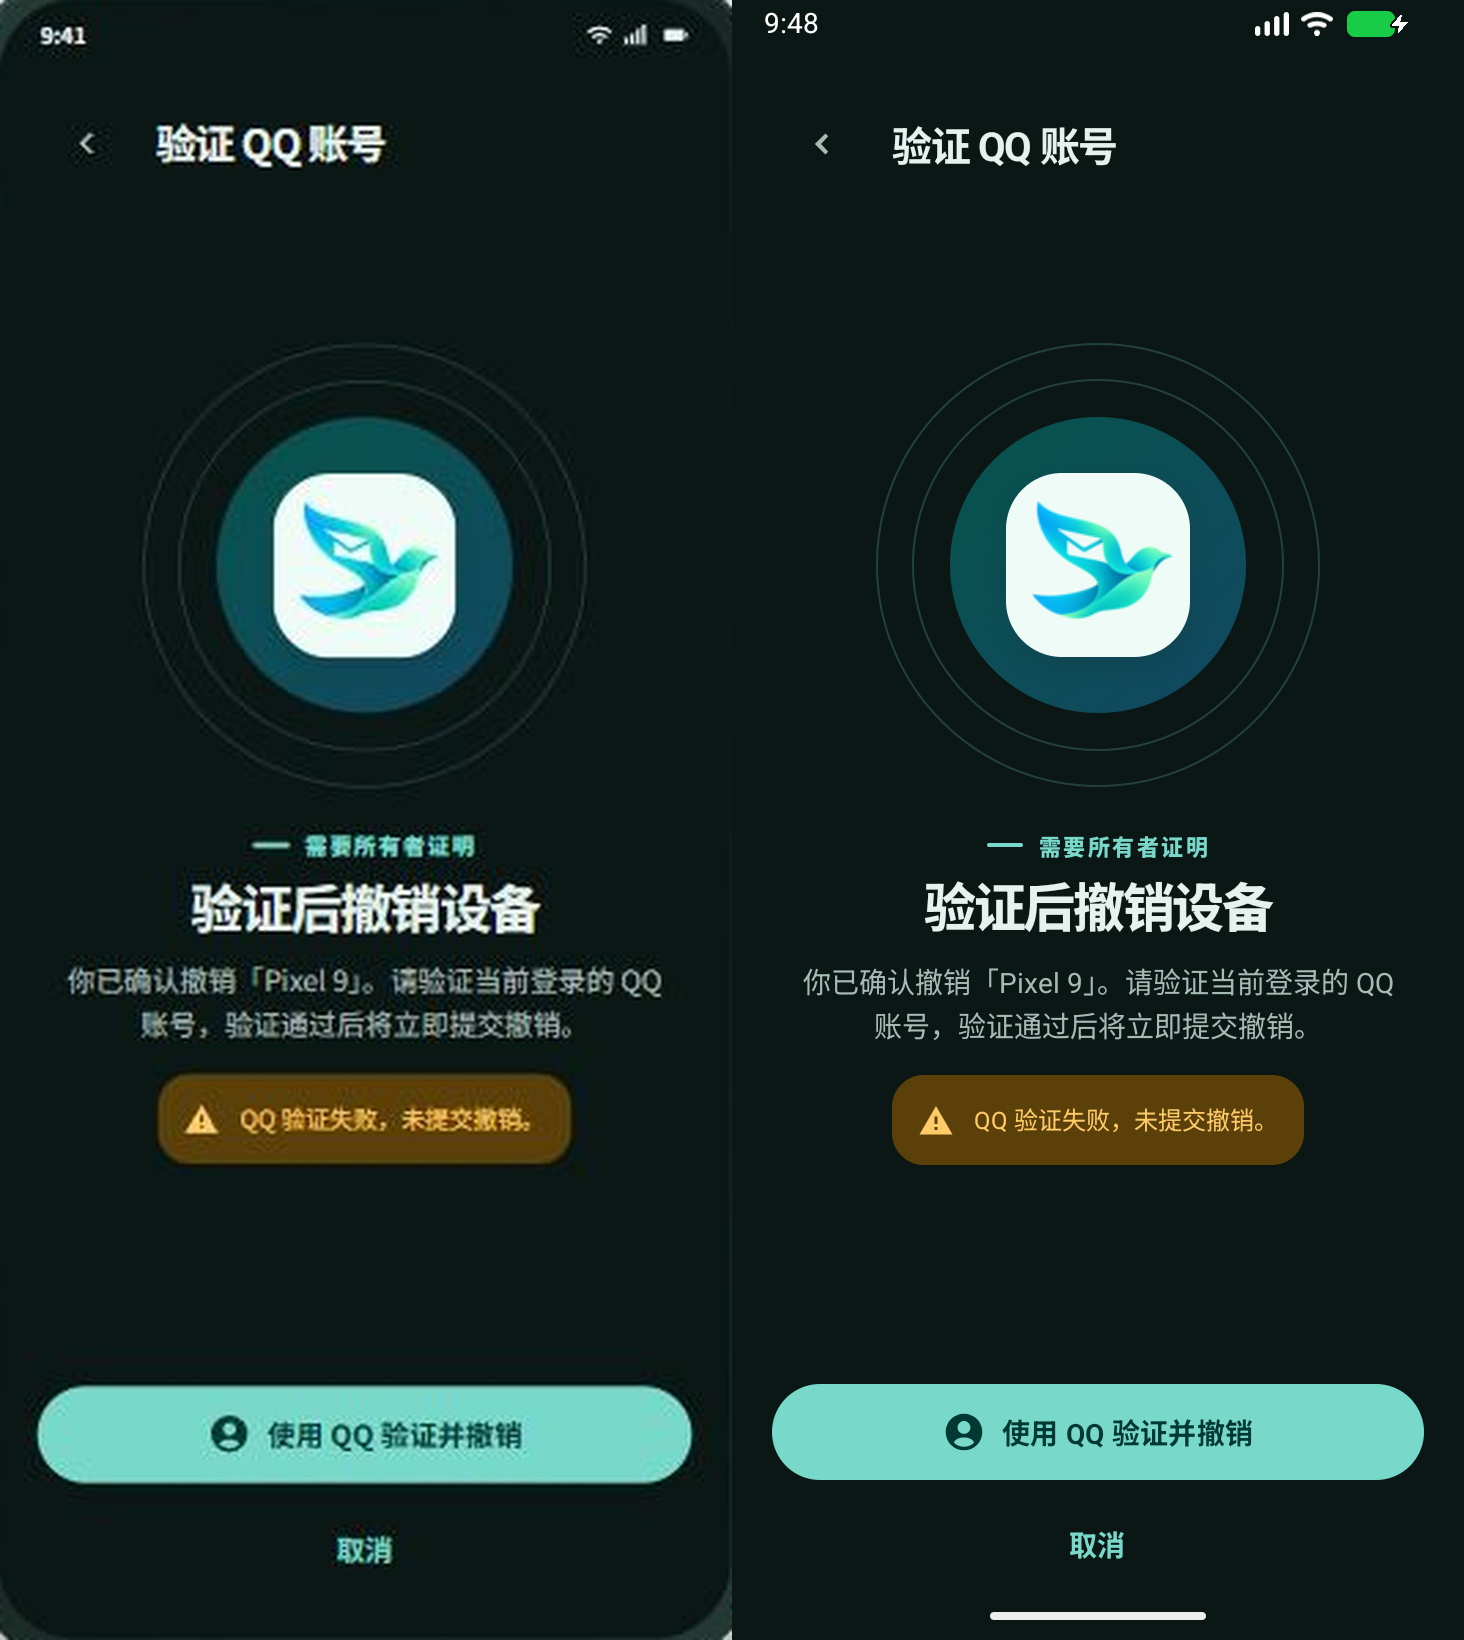 9:41
验证 QQ 账号
需要所有者证明
验证后撤销设备
你已确认撤销「Pixel 9」。请验证当前登录的 QQ
账号，验证通过后将立即提交撤销。
QQ 验证失败，未提交撤销。
使用 QQ 验证并撤销
取消
9:48
验证 QQ 账号
需要所有者证明
验证后撤销设备
你已确认撤销「Pixel 9」。请验证当前登录的 QQ
账号，验证通过后将立即提交撤销。
QQ 验证失败，未提交撤销。
使用 QQ 验证并撤销
取消